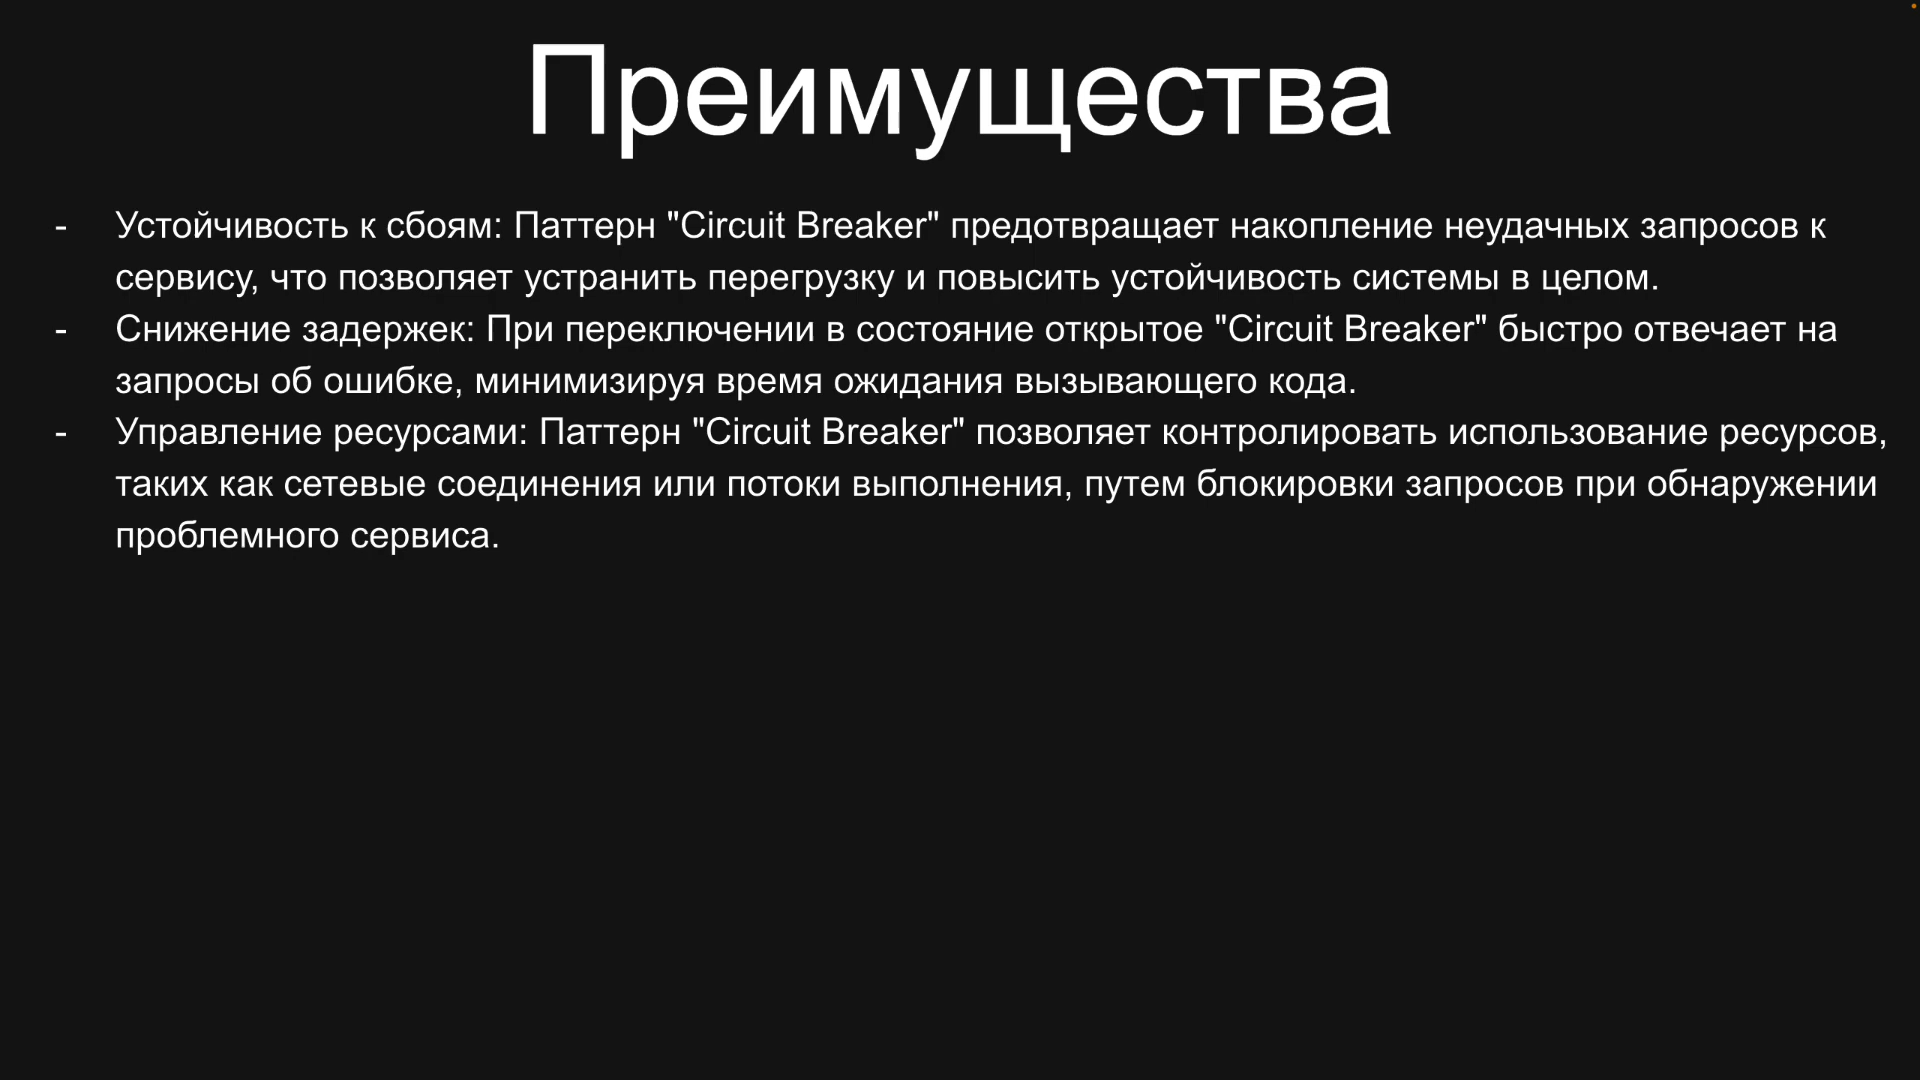 Преимущества
- Устойчивость к сбоям: Паттерн "Circuit Breaker" предотвращает накопление неудачных запросов к
сервису, что позволяет устранить перегрузку и повысить устойчивость системы в целом.
- Снижение задержек: При переключении в состояние открытое "Circuit Breaker" быстро отвечает на
запросы об ошибке, минимизируя время ожидания вызывающего кода.
- Управление ресурсами: Паттерн "Circuit Breaker" позволяет контролировать использование ресурсов,
таких как сетевые соединения или потоки выполнения, путем блокировки запросов при обнаружении
проблемного сервиса.